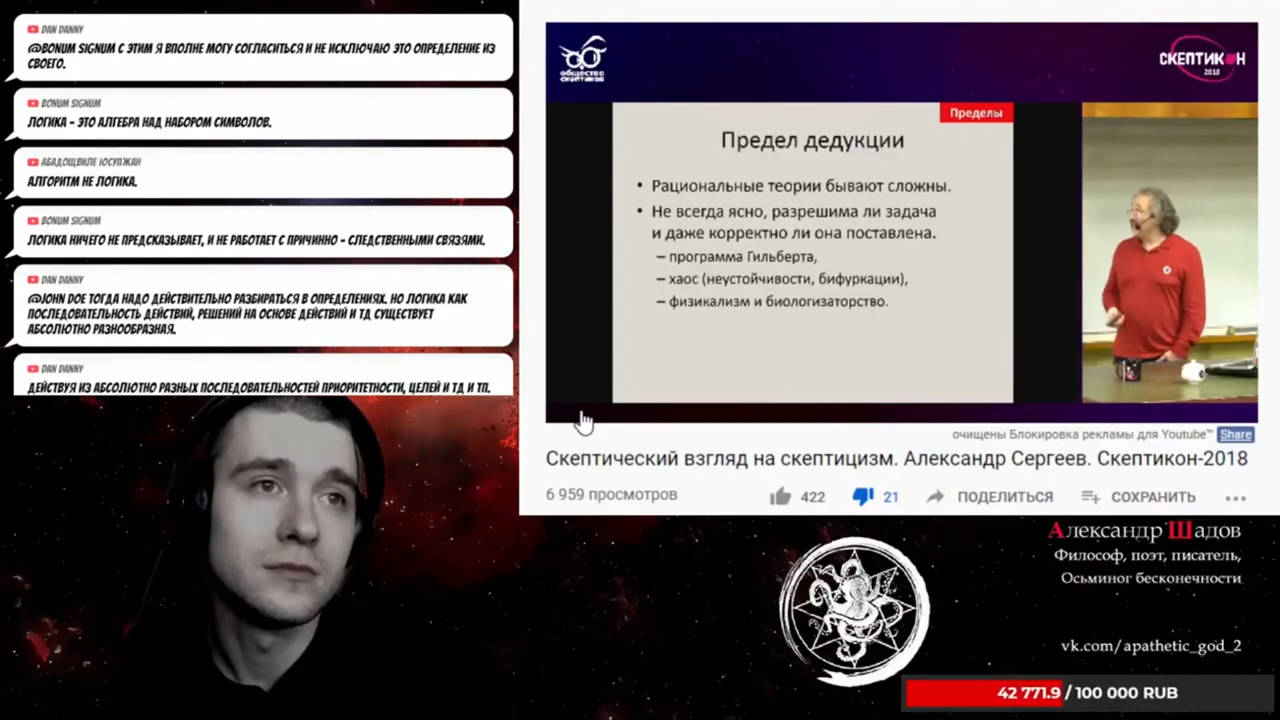 DAN DANNY
@BONUM SIGNUM С ЭТИМ Я ВПОЛНЕ МОГУ СОГЛАСИТЬСЯ И НЕ ИСКЛЮЧАЮ ЭТО ОПРЕДЕЛЕНИЕ ИЗ
СВОЕГО.
BONUM SIGNUM
ЛОГИКА - ЭТО АЛГЕБРА НАД НАБОРОМ СИМВОЛОВ.
АБАДОЩВИЛЕ ЮСУПЖАН
АЛГОРИТМ НЕ ЛОГИКА.
BONUM SIGNUM
ЛОГИКА НИЧЕГО НЕ ПРЕДСКАЗЫВАЕТ, И НЕ РАБОТАЕТ С ПРИЧИННО - СЛЕДСТВЕННЫМИ СВЯЗЯМИ.
DAN DANNY
@JOHN DOE ТОГДА НАДО ДЕЙСТВИТЕЛЬНО РАЗБИРАТЬСЯ В ОПРЕДЕЛЕНИЯХ. НО ЛОГИКА КАК
ПОСЛЕДОВАТЕЛЬНОСТЬ ДЕЙСТВИЙ, РЕШЕНИЙ НА ОСНОВЕ ДЕЙСТВИЙ И ТД СУЩЕСТВУЕТ
АБСОЛЮТНО РАЗНООБРАЗНАЯ.
DAN DANNY
ДЕЙСТВУЯ ИЗ АБСОЛЮТНО РАЗНЫХ ПОСЛЕДОВАТЕЛЬНОСТЕЙ ПРИОРИТЕТНОСТИ, ЦЕЛЕЙ И ТД И ТП.
общество
скептиков
СКЕПТИКОН
2018
Пределы
Предел дедукции
• Рациональные теории бывают сложны.
• Не всегда ясно, разрешима ли задача
и даже корректно ли она поставлена.
– программа Гильберта,
– хаос (неустойчивости, бифуркации),
– физикализм и биологизаторство.
очищены Блокировка рекламы для Youtube™ Share
Скептический взгляд на скептицизм. Александр Сергеев. Скептикон-2018
6 959 просмотров 422 21 ПОДЕЛИТЬСЯ СОХРАНИТЬ
Александр Шадов
Философ, поэт, писатель,
Осьминог бесконечности
vk.com/apathetic_god_2
42 771.9 / 100 000 RUB